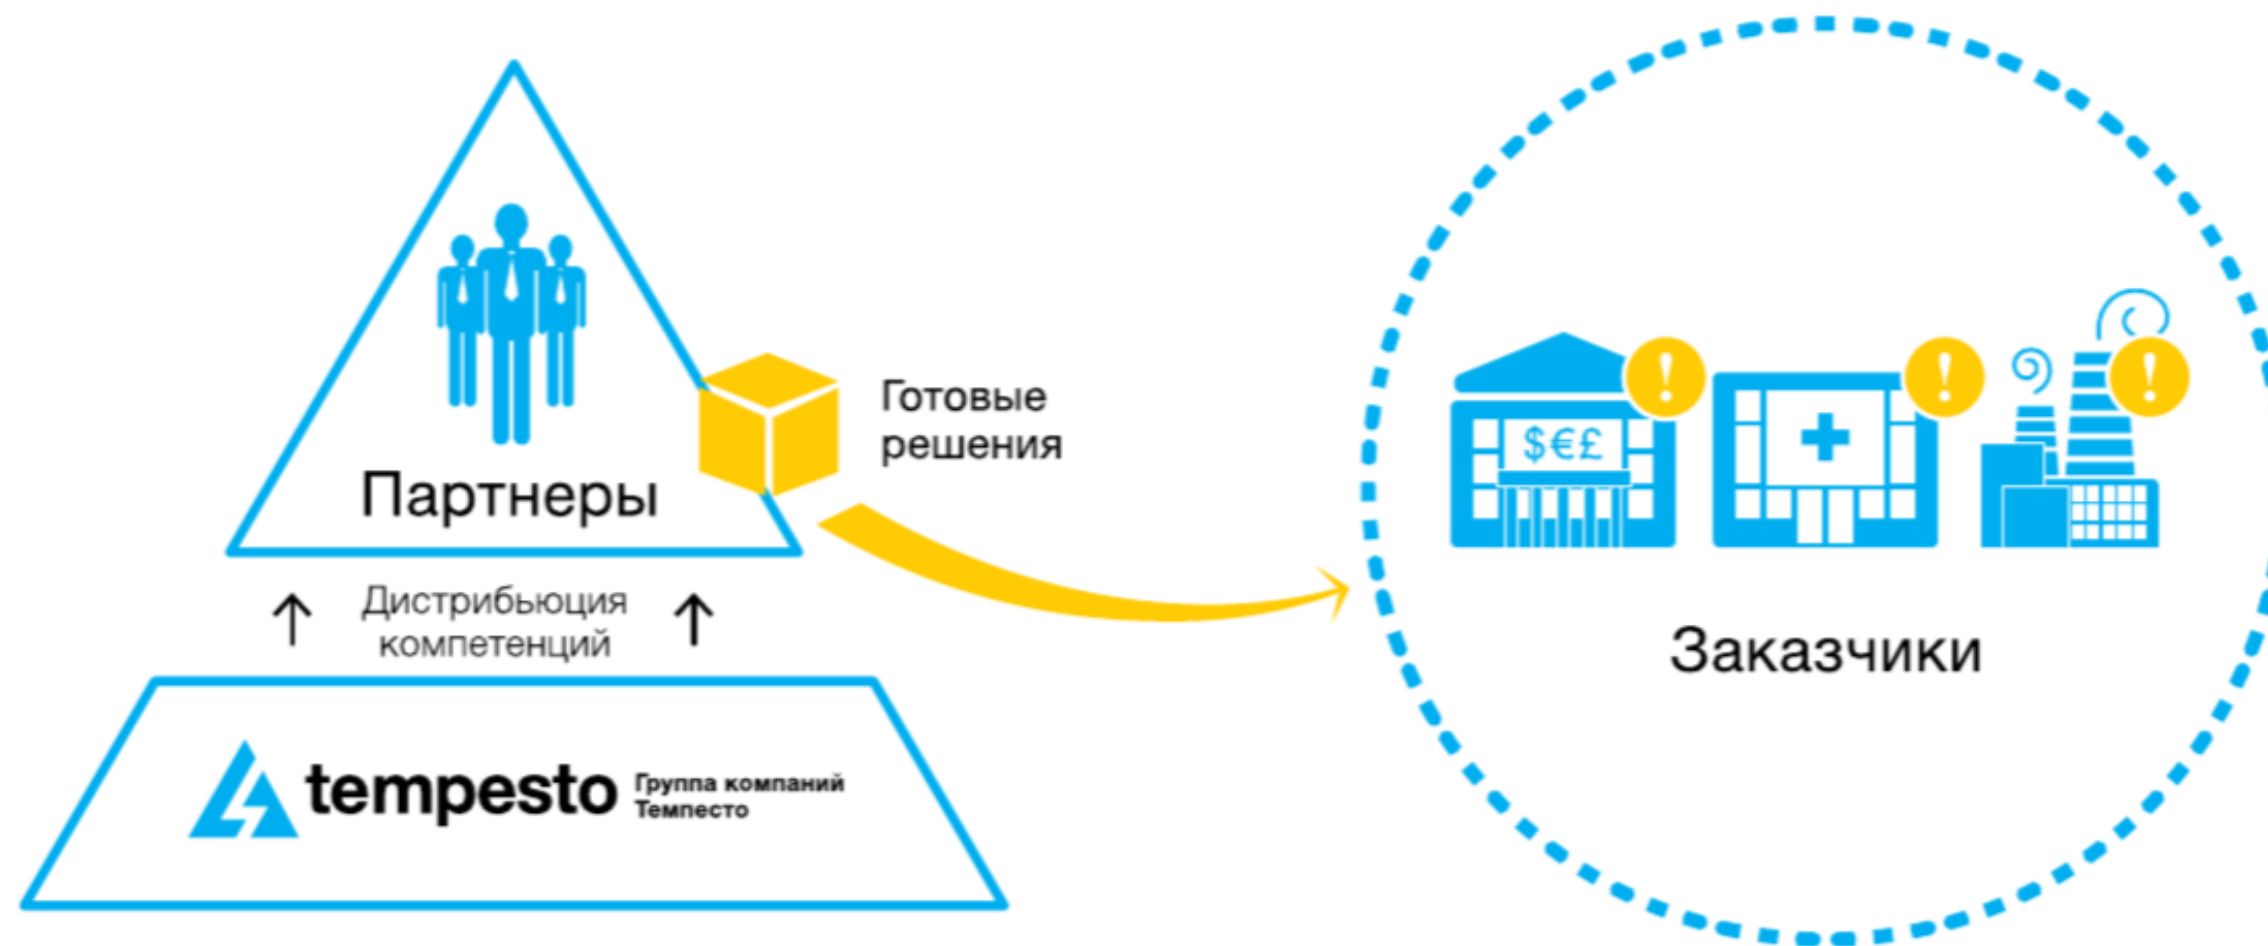 Партнеры
Готовые
решения
Дистрибьюция
компетенций
tempesto
Группа компаний
Темпесто
$€£
Заказчики